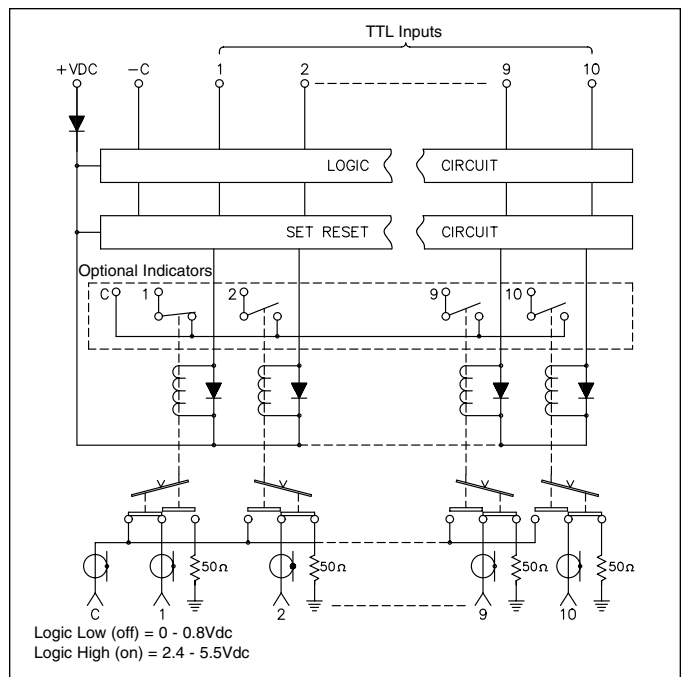 TTL Inputs
+VDC -C 1 2 9 10
LOGIC CIRCUIT
SET RESET CIRCUIT
Optional Indicators
C 1 2 9 10
50Ω 50Ω 50Ω 50Ω
C 1 2 9 10
Logic Low (off) = 0 - 0.8Vdc
Logic High (on) = 2.4 - 5.5Vdc